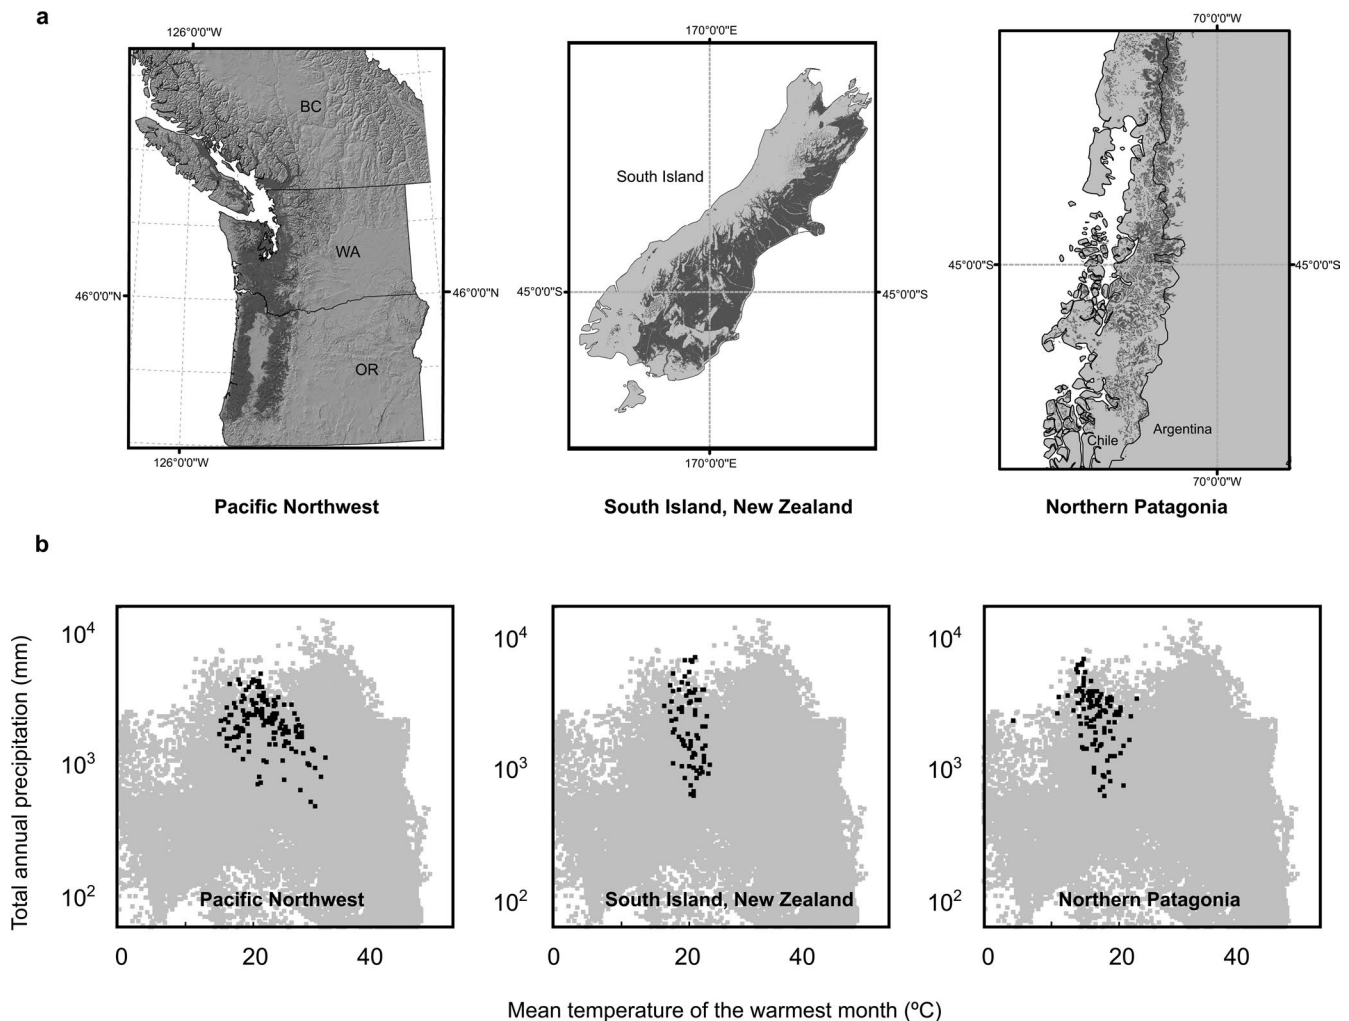 a
126°0'0"W
170°0'0"E
70°0'0"W
BC
WA
OR
46°0'0"N
46°0'0"N
126°0'0"W
South Island
45°0'0"S
45°0'0"S
170°0'0"E
45°0'0"S
45°0'0"S
Chile
Argentina
70°0'0"W
Pacific Northwest
South Island, New Zealand
Northern Patagonia
b
Total annual precipitation (mm)
10⁴
10³
10²
Pacific Northwest
0 20 40
10⁴
10³
10²
South Island, New Zealand
0 20 40
10⁴
10³
10²
Northern Patagonia
0 20 40
Mean temperature of the warmest month (ºC)